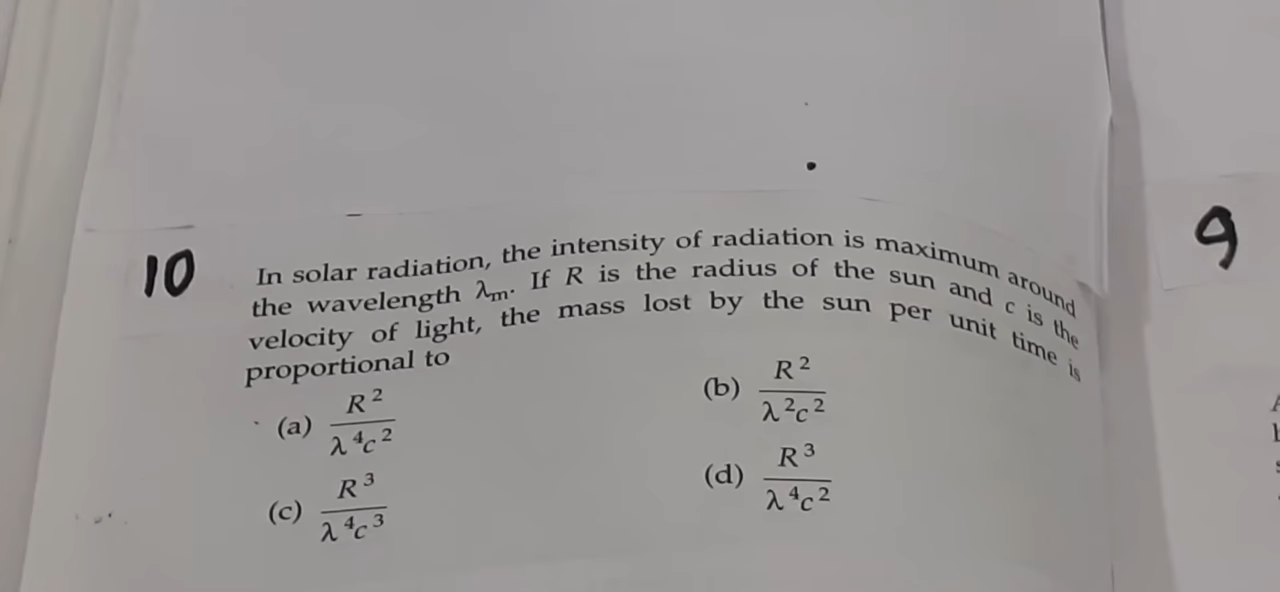 10
In solar radiation, the intensity of radiation is maximum around
the wavelength λm. If R is the radius of the sun and c is the
velocity of light, the mass lost by the sun per unit time is
proportional to
(a) R² / λ⁴c²
(b) R² / λ²c²
(c) R³ / λ⁴c³
(d) R³ / λ⁴c²
9